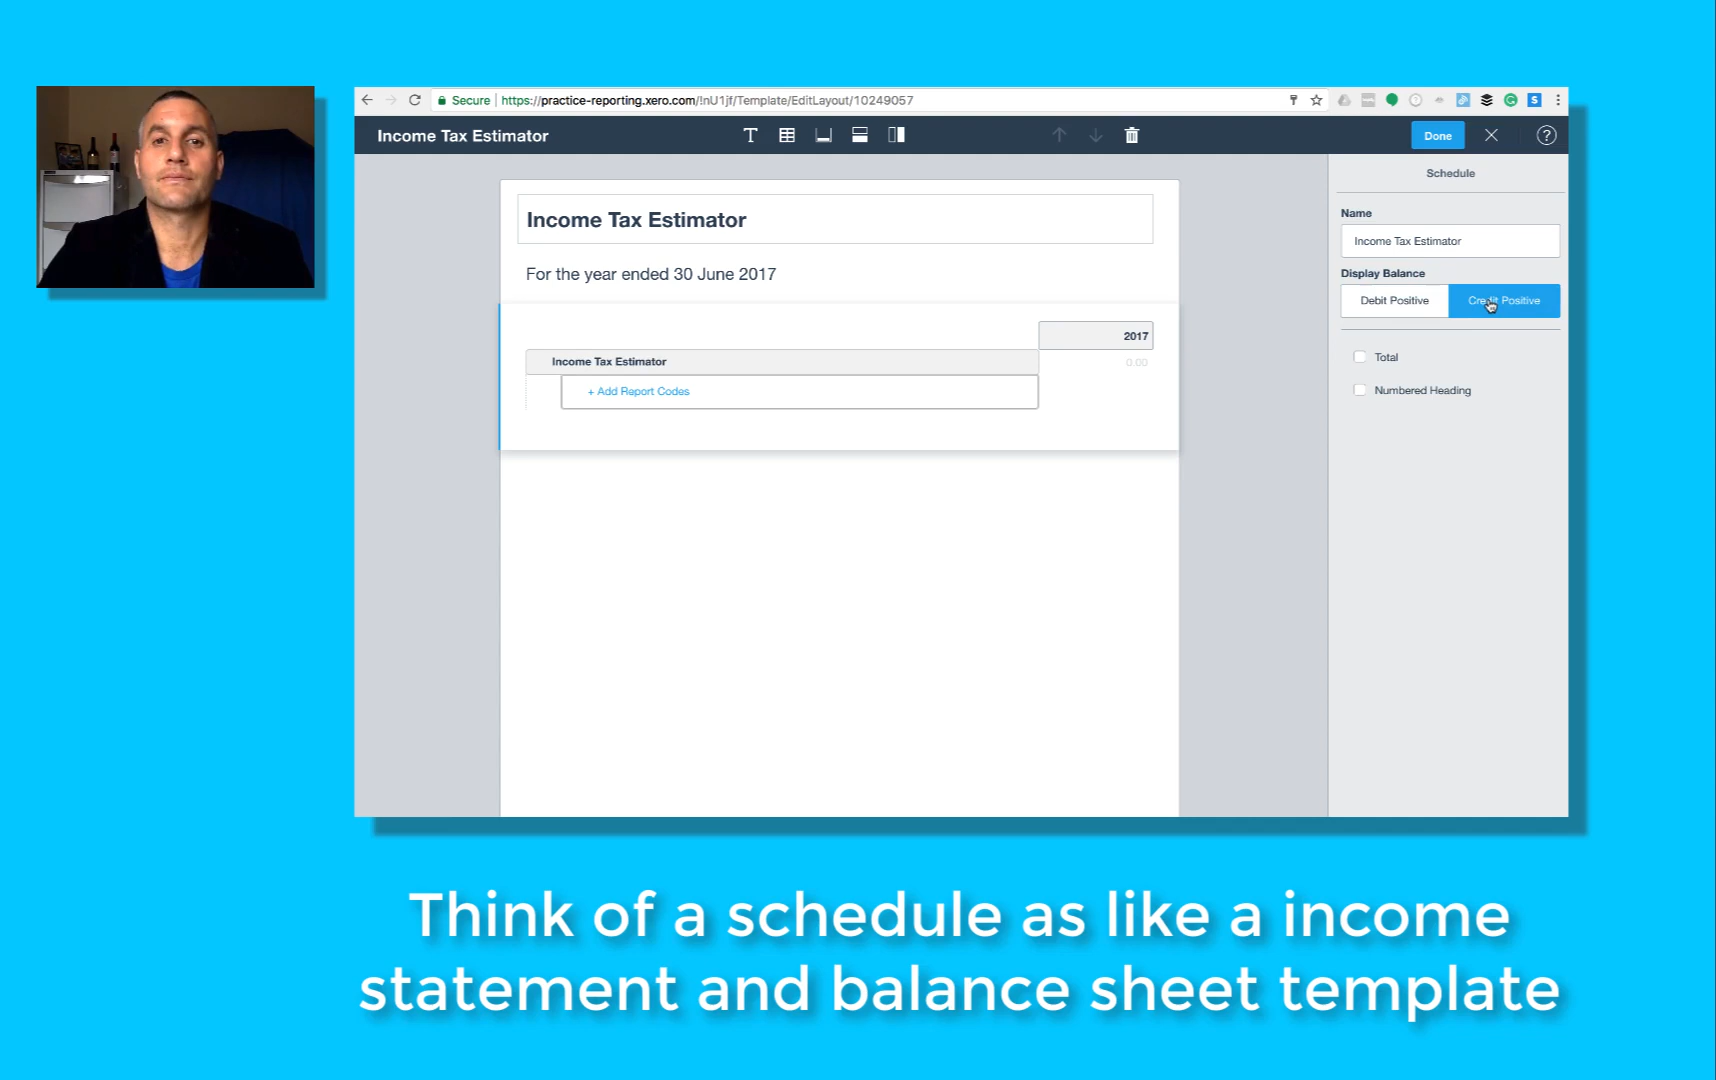 Secure | https://practice-reporting.xero.com/!nU1jf/Template/EditLayout/10249057
Income Tax Estimator
Done
Schedule
Income Tax Estimator
For the year ended 30 June 2017
2017
Income Tax Estimator
0.00
+ Add Report Codes
Name
Income Tax Estimator
Display Balance
Debit Positive
Credit Positive
Total
Numbered Heading
Think of a schedule as like a income
statement and balance sheet template